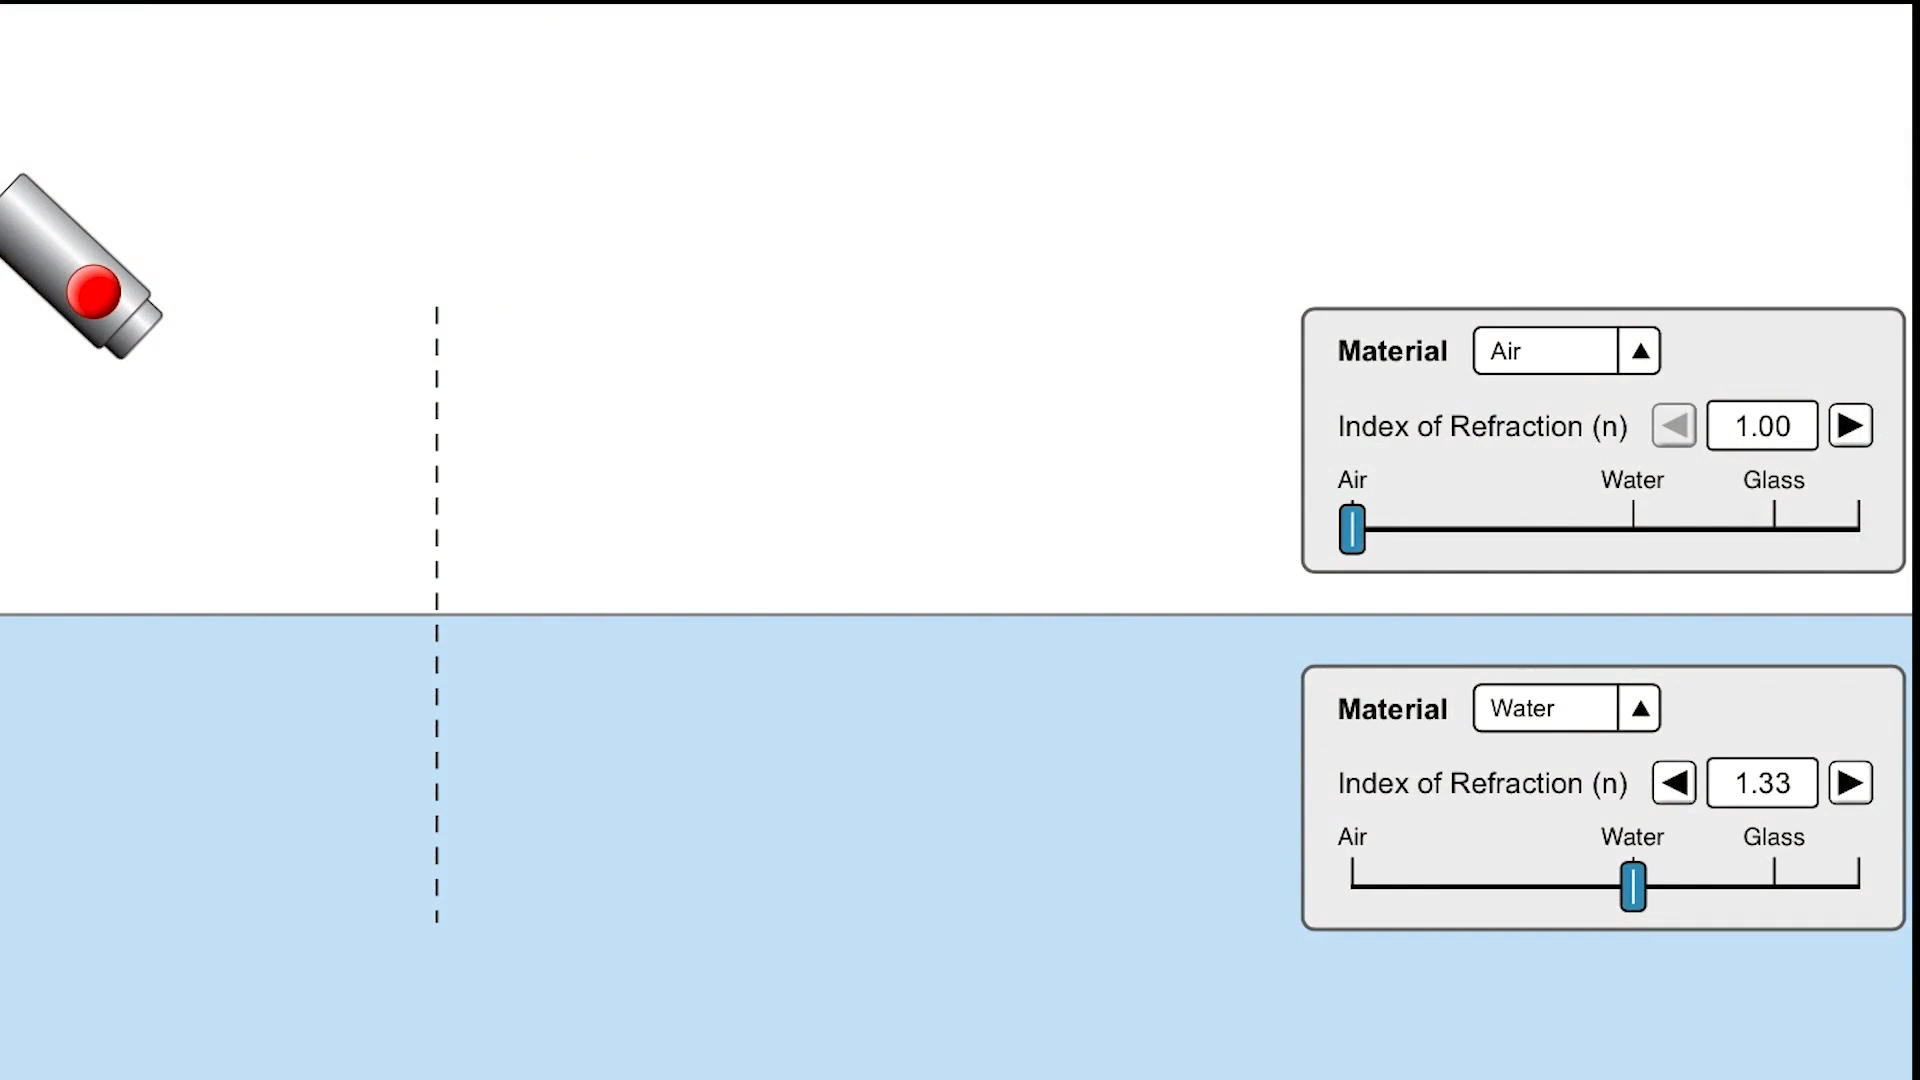 Material Air
Index of Refraction (n) 1.00
Air Water Glass
Material Water
Index of Refraction (n) 1.33
Air Water Glass